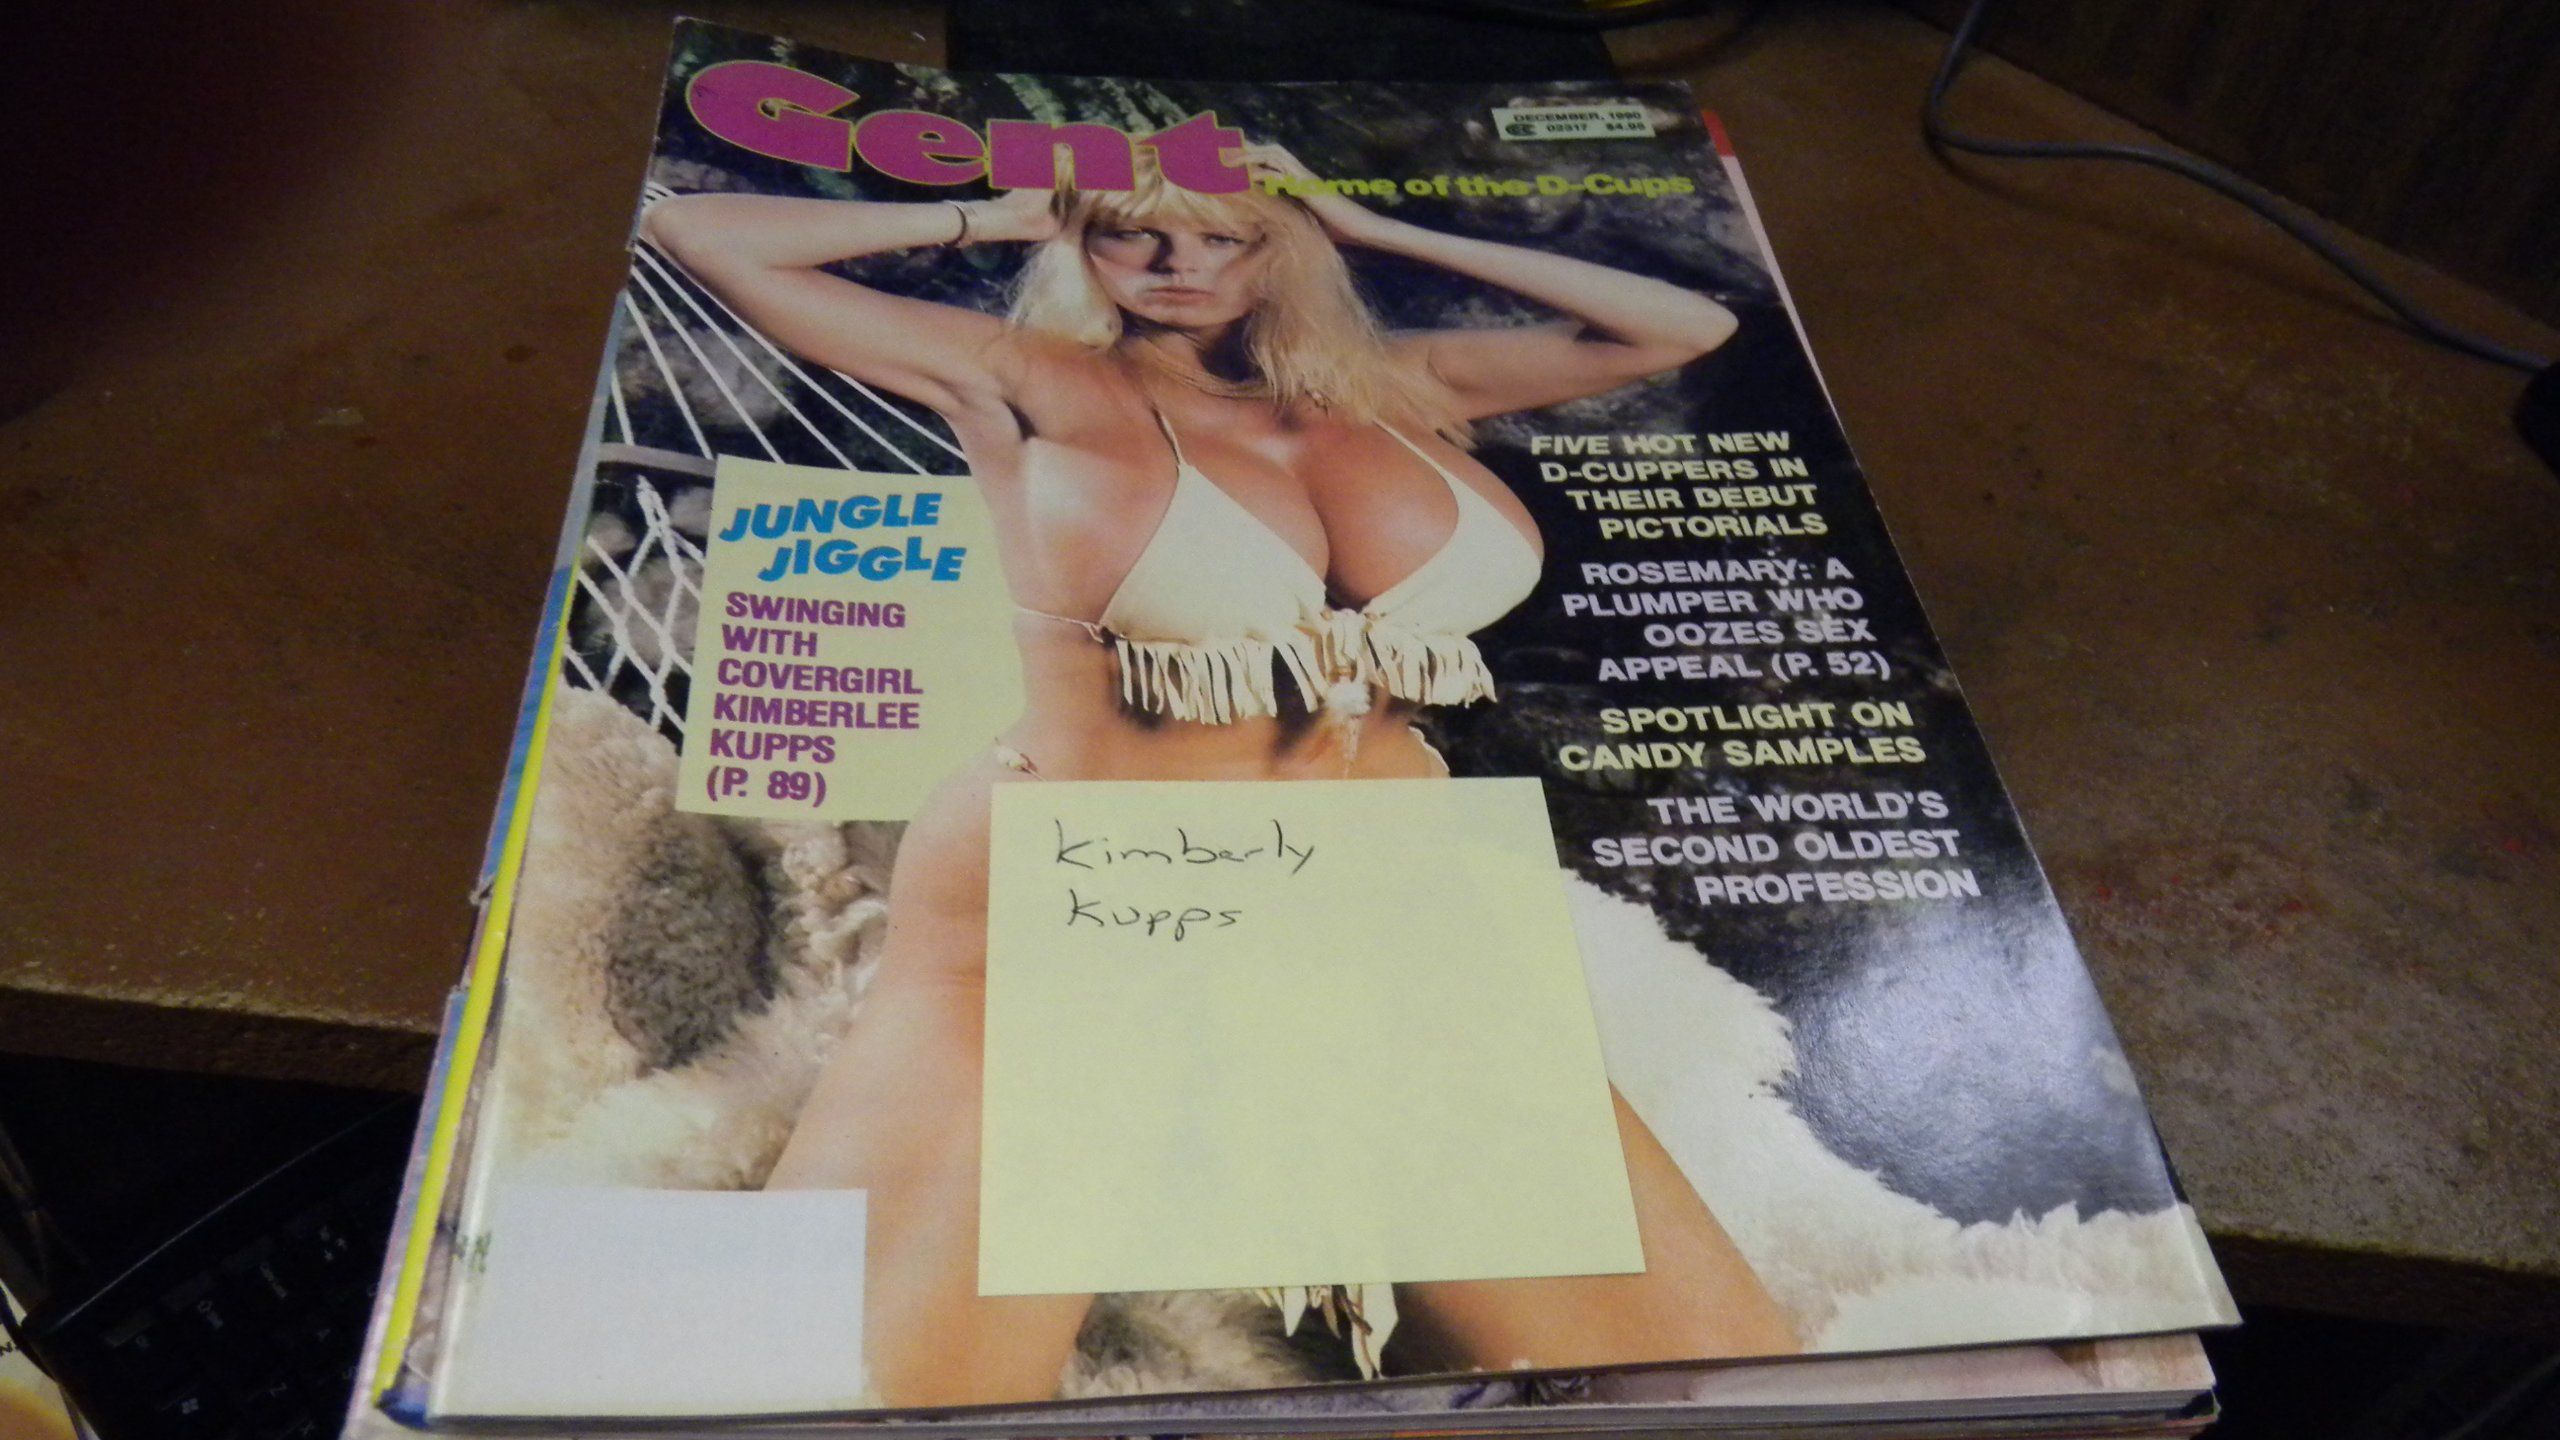 Gent
Home of the D-Cups
DECEMBER, 1990
02317 $4.95
JUNGLE
JIGGLE
SWINGING
WITH
COVERGIRL
KIMBERLEE
KUPPS
(P. 89)
FIVE HOT NEW
D-CUPPERS IN
THEIR DEBUT
PICTORIALS
ROSEMARY: A
PLUMPER WHO
OOZES SEX
APPEAL (P. 52)
SPOTLIGHT ON
CANDY SAMPLES
THE WORLD'S
SECOND OLDEST
PROFESSION
Kimberly
Kupps